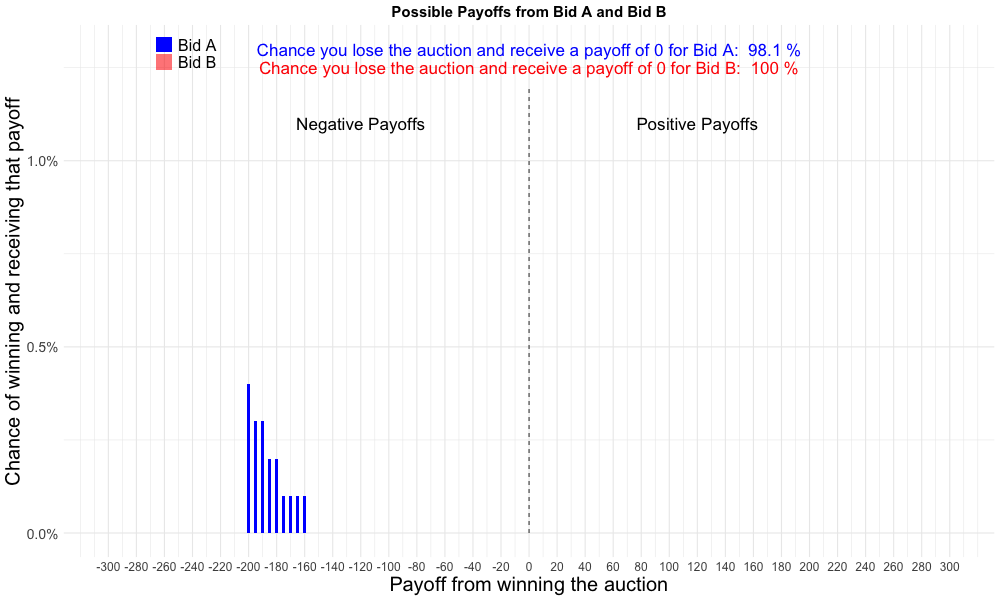 Possible Payoffs from Bid A and Bid B
Bid A
Bid B
Chance you lose the auction and receive a payoff of 0 for Bid A: 98.1 %
Chance you lose the auction and receive a payoff of 0 for Bid B: 100 %
Negative Payoffs
Positive Payoffs
Chance of winning and receiving that payoff
1.0%
0.5%
0.0%
-300 -280 -260 -240 -220 -200 -180 -160 -140 -120 -100 -80 -60 -40 -20 0 20 40 60 80 100 120 140 160 180 200 220 240 260 280 300
Payoff from winning the auction